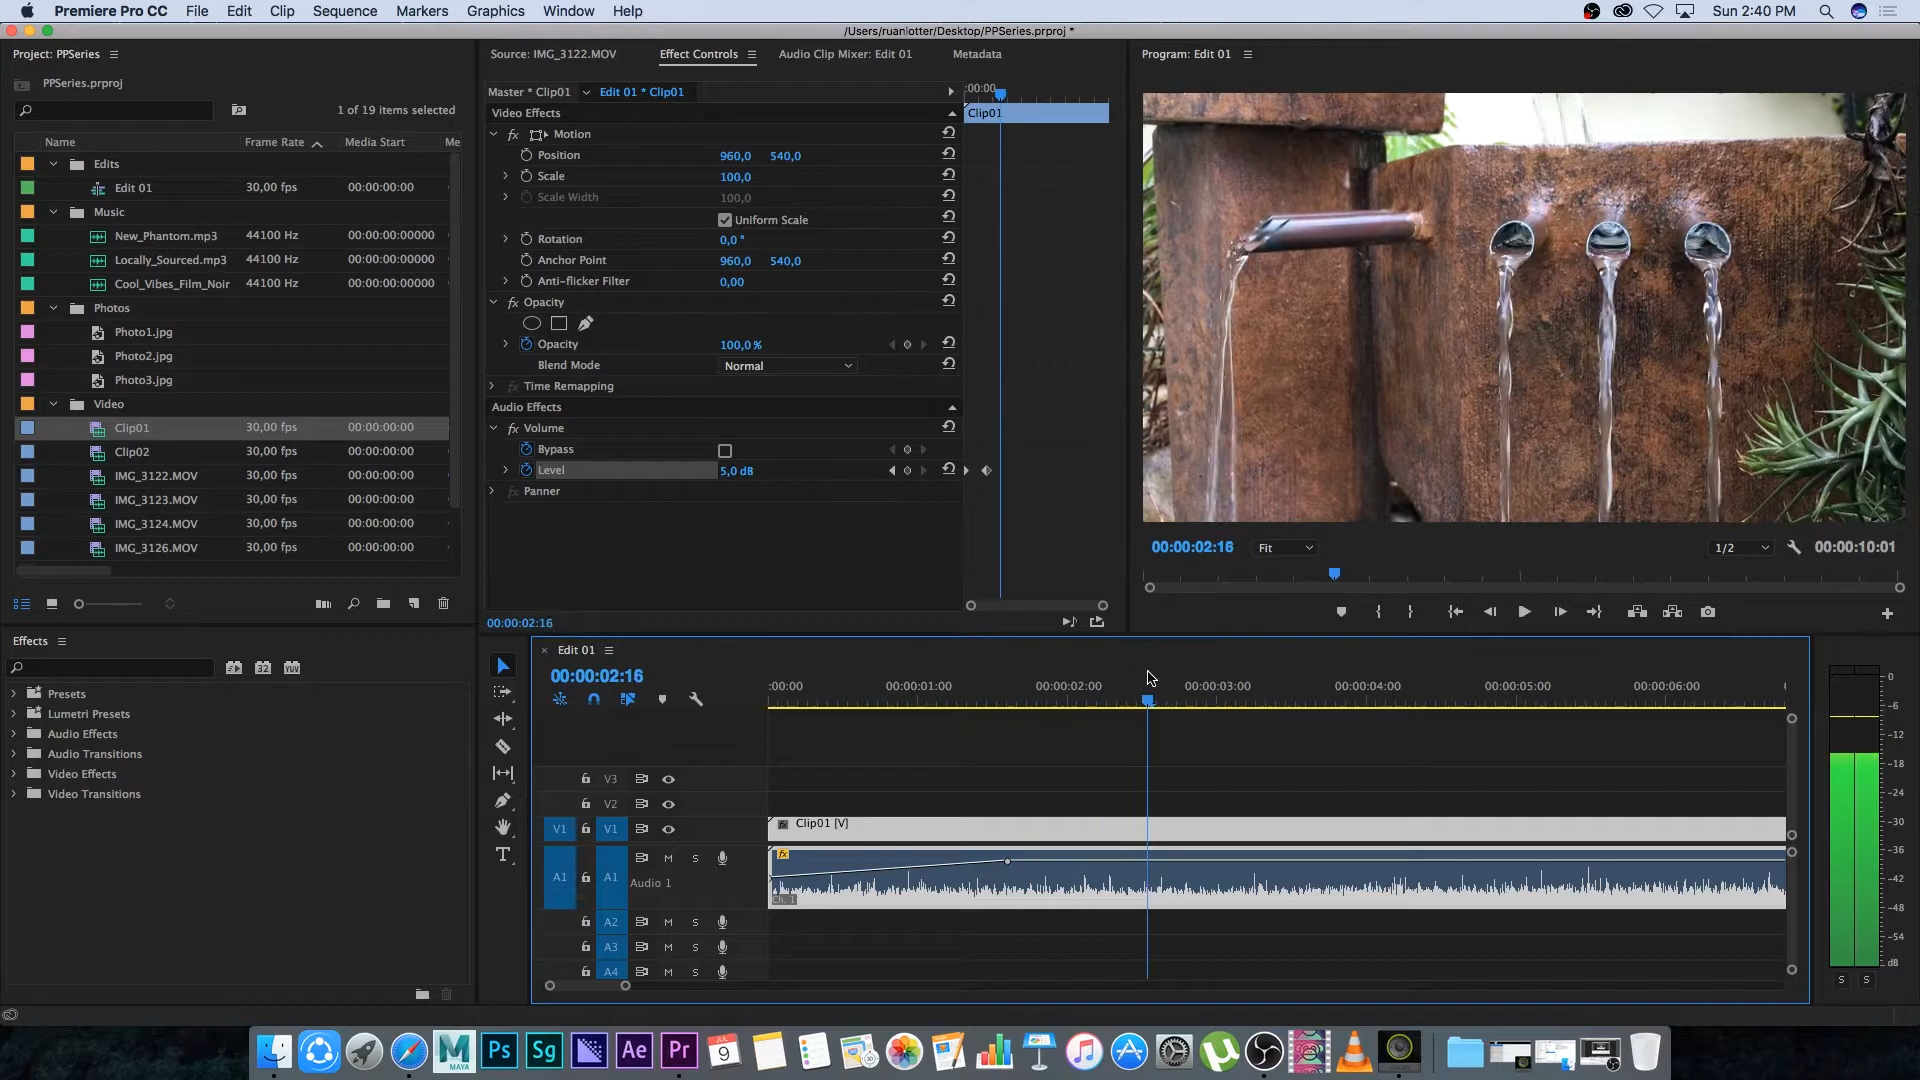 Premiere Pro CC File Edit Clip Sequence Markers Graphics Window Help
Sun 2:40 PM
/Users/ruanlotter/Desktop/PPSeries.prproj *
Project: PPSeries
PPSeries.prproj
1 of 19 items selected
Name Frame Rate Media Start Me
Edits
Edit 01 30,00 fps 00:00:00:00
Music
New_Phantom.mp3 44100 Hz 00:00:00:00000
Locally_Sourced.mp3 44100 Hz 00:00:00:00000
Cool_Vibes_Film_Noir 44100 Hz 00:00:00:00000
Photos
Photo1.jpg
Photo2.jpg
Photo3.jpg
Video
Clip01 30,00 fps 00:00:00:00
Clip02 30,00 fps 00:00:00:00
IMG_3122.MOV 30,00 fps 00:00:00:00
IMG_3123.MOV 30,00 fps 00:00:00:00
IMG_3124.MOV 30,00 fps 00:00:00:00
IMG_3126.MOV 30,00 fps 00:00:00:00
Source: IMG_3122.MOV Effect Controls Audio Clip Mixer: Edit 01 Metadata
Master * Clip01 Edit 01 * Clip01
:00:00
Clip01
Video Effects
fx Motion
Position 960,0 540,0
Scale 100,0
Scale Width 100,0
Uniform Scale
Rotation 0,0 °
Anchor Point 960,0 540,0
Anti-flicker Filter 0,00
fx Opacity
Opacity 100,0 %
Blend Mode Normal
fx Time Remapping
Audio Effects
fx Volume
Bypass
Level 5,0 dB
fx Panner
00:00:02:16
Program: Edit 01
00:00:02:16 Fit 1/2 00:00:10:01
Effects
32 YUV
Presets
Lumetri Presets
Audio Effects
Audio Transitions
Video Effects
Video Transitions
Edit 01
00:00:02:16
:00:00 00:00:01:00 00:00:02:00 00:00:03:00 00:00:04:00 00:00:05:00 00:00:06:00
V3
V2
V1 V1
fx Clip01 [V]
A1 A1 M S
Audio 1
fx
Ch. 1
A2 M S
A3 M S
A4 M S
0
-6
-12
-18
-24
-30
-36
-42
-48
-54
dB
S S
MAYA Ps Sg Ae Pr JUL 9